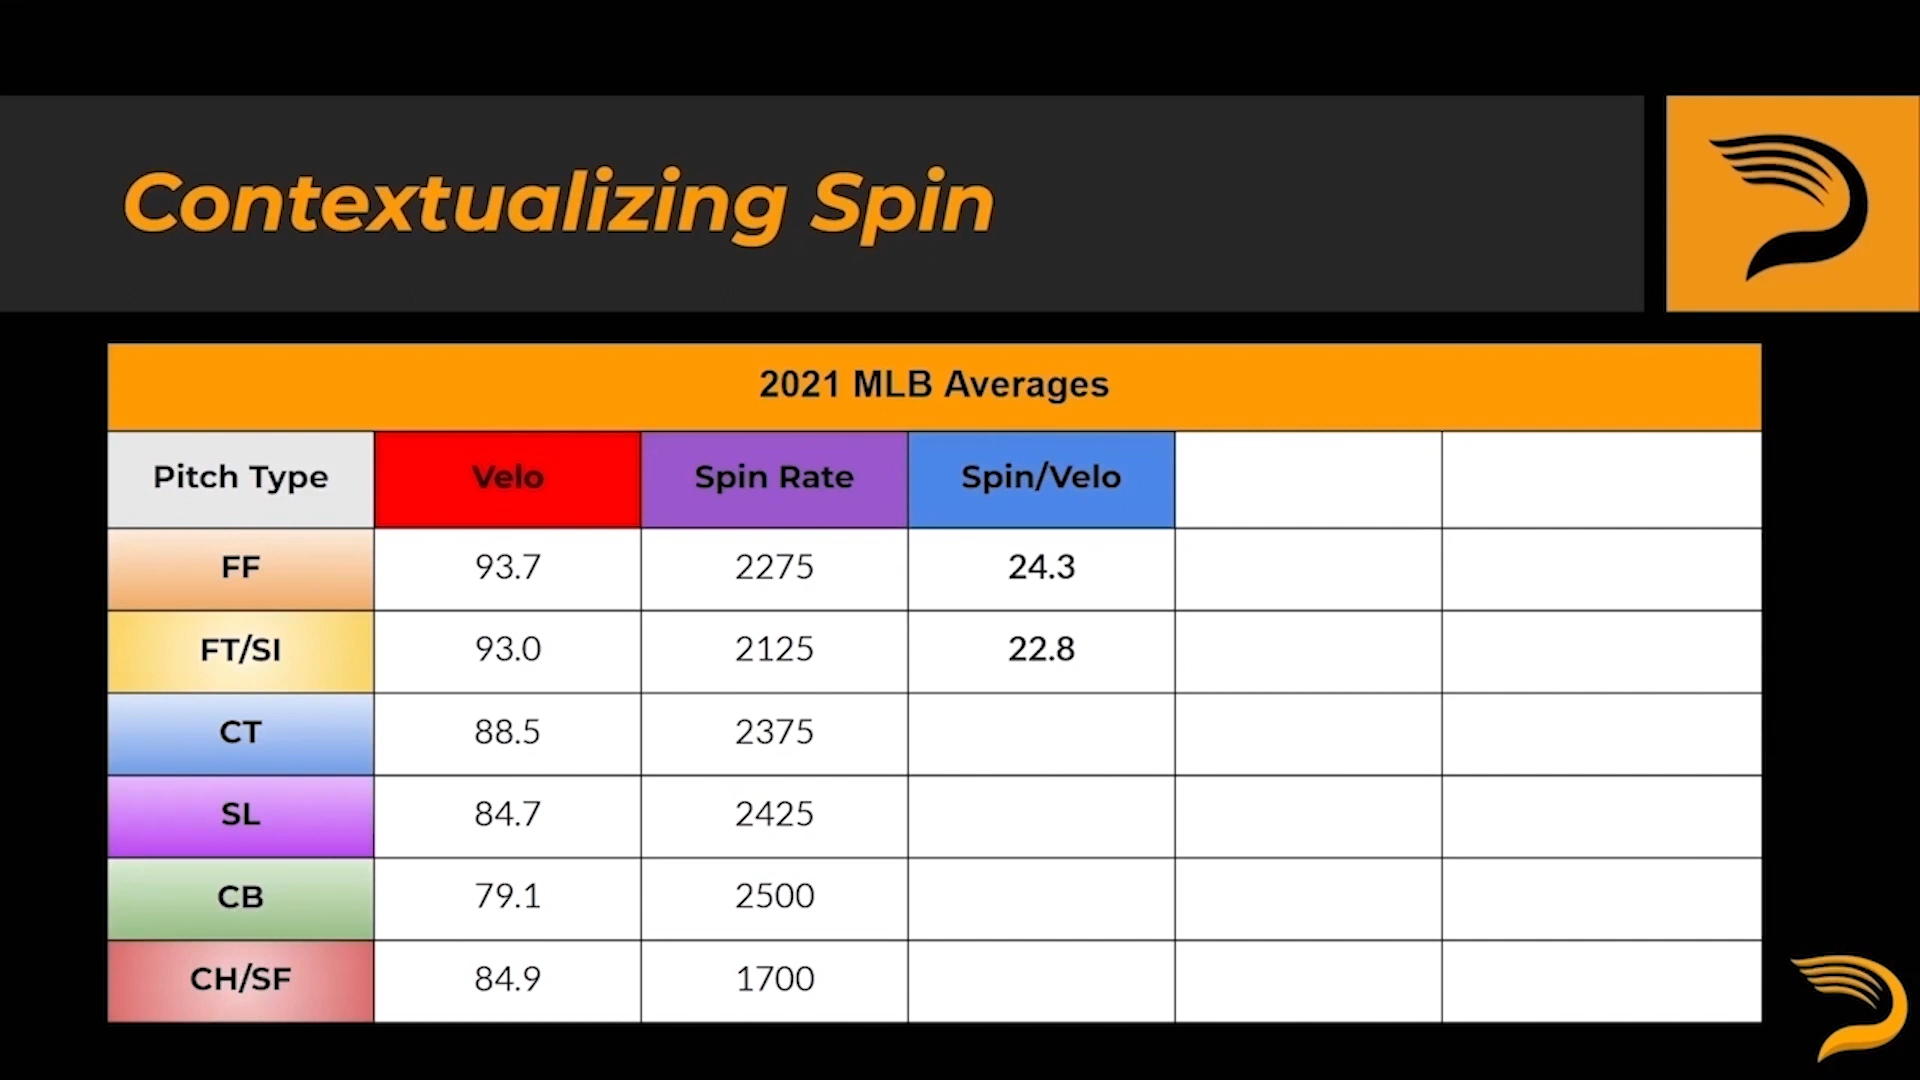 Contextualizing Spin
2021 MLB Averages
Pitch Type Velo Spin Rate Spin/Velo
FF 93.7 2275 24.3
FT/SI 93.0 2125 22.8
CT 88.5 2375
SL 84.7 2425
CB 79.1 2500
CH/SF 84.9 1700